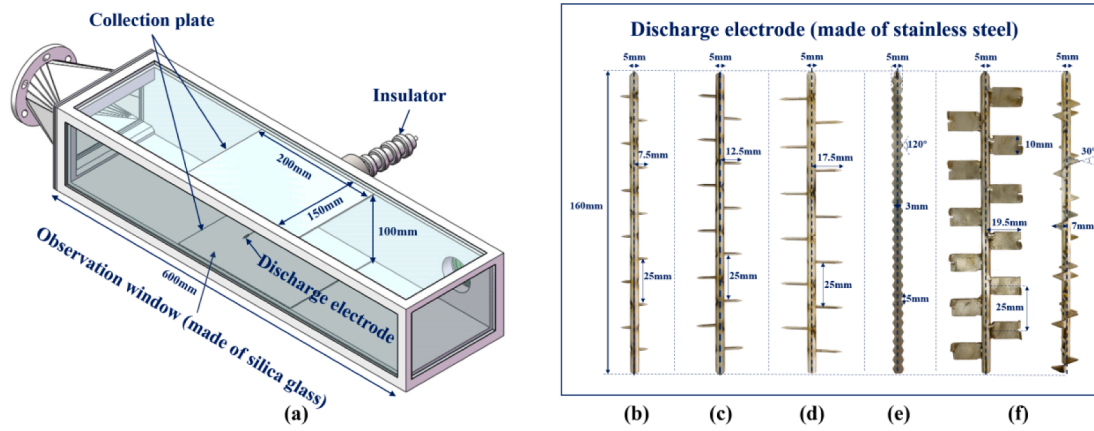 Collection plate
Insulator
200mm
150mm
100mm
Discharge electrode
Observation window (made of silica glass)
600mm
(a)
Discharge electrode (made of stainless steel)
5mm
5mm
5mm
5mm
5mm
5mm
160mm
7.5mm
25mm
12.5mm
25mm
17.5mm
25mm
120°
3mm
5mm
10mm
19.5mm
25mm
30°
7mm
(b)
(c)
(d)
(e)
(f)